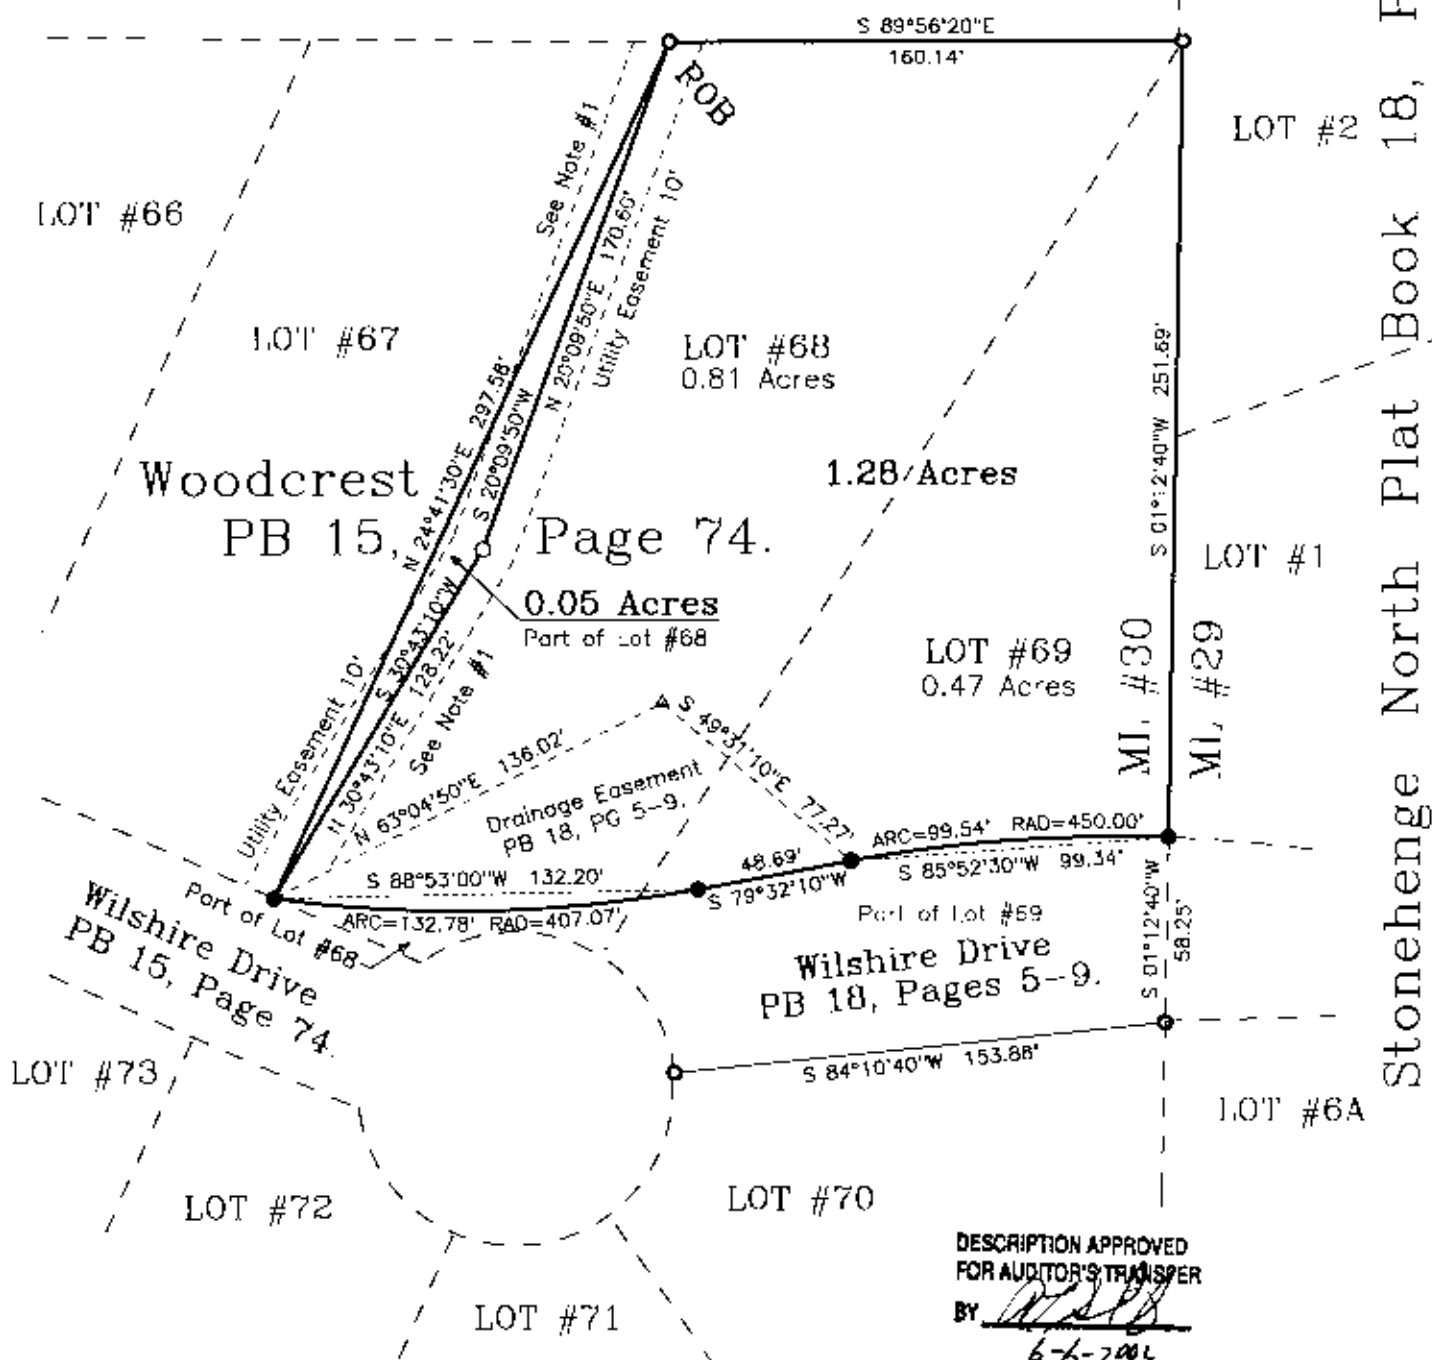 S 89°56'20"E
160.14'
POB
LOT #2
See Note #1
LOT #66
LOT #67
N 20°09'50"E 170.60'
Utility Easement 10'
LOT #68
0.81 Acres
S 01°12'40"W 251.69'
N 24°41'30"E 297.58'
S 20°09'50"W
Woodcrest
PB 15, Page 74.
1.28 Acres
LOT #1
0.05 Acres
Part of Lot #68
S 30°43'10"W
128.22'
N 30°43'10"E
See Note #1
Utility Easement 10'
LOT #69
0.47 Acres
ML #30
ML #29
Stonehenge North Plat Book 18,
N 63°04'50"E 136.02'
S 49°31'10"E 77.27'
Drainage Easement
PB 18, PG 5-9.
ARC=99.54' RAD=450.00'
48.69'
S 85°52'30"W 99.34'
S 88°53'00"W 132.20'
S 79°32'10"W
ARC=132.78' RAD=407.07'
Part of Lot #68
Part of Lot #69
Wilshire Drive
PB 15, Page 74.
Wilshire Drive
PB 18, Pages 5-9.
S 01°12'40"W
58.25'
S 84°10'40"W 153.88'
LOT #73
LOT #6A
LOT #72
LOT #70
LOT #71
DESCRIPTION APPROVED
FOR AUDITOR'S TRANSFER
BY